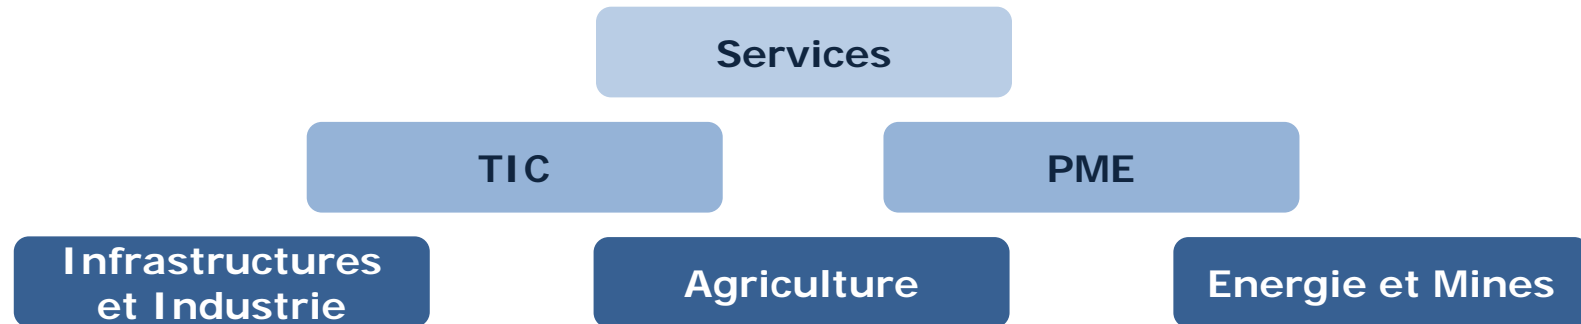 Services
TIC
PME
Infrastructures
et Industrie
Agriculture
Energie et Mines